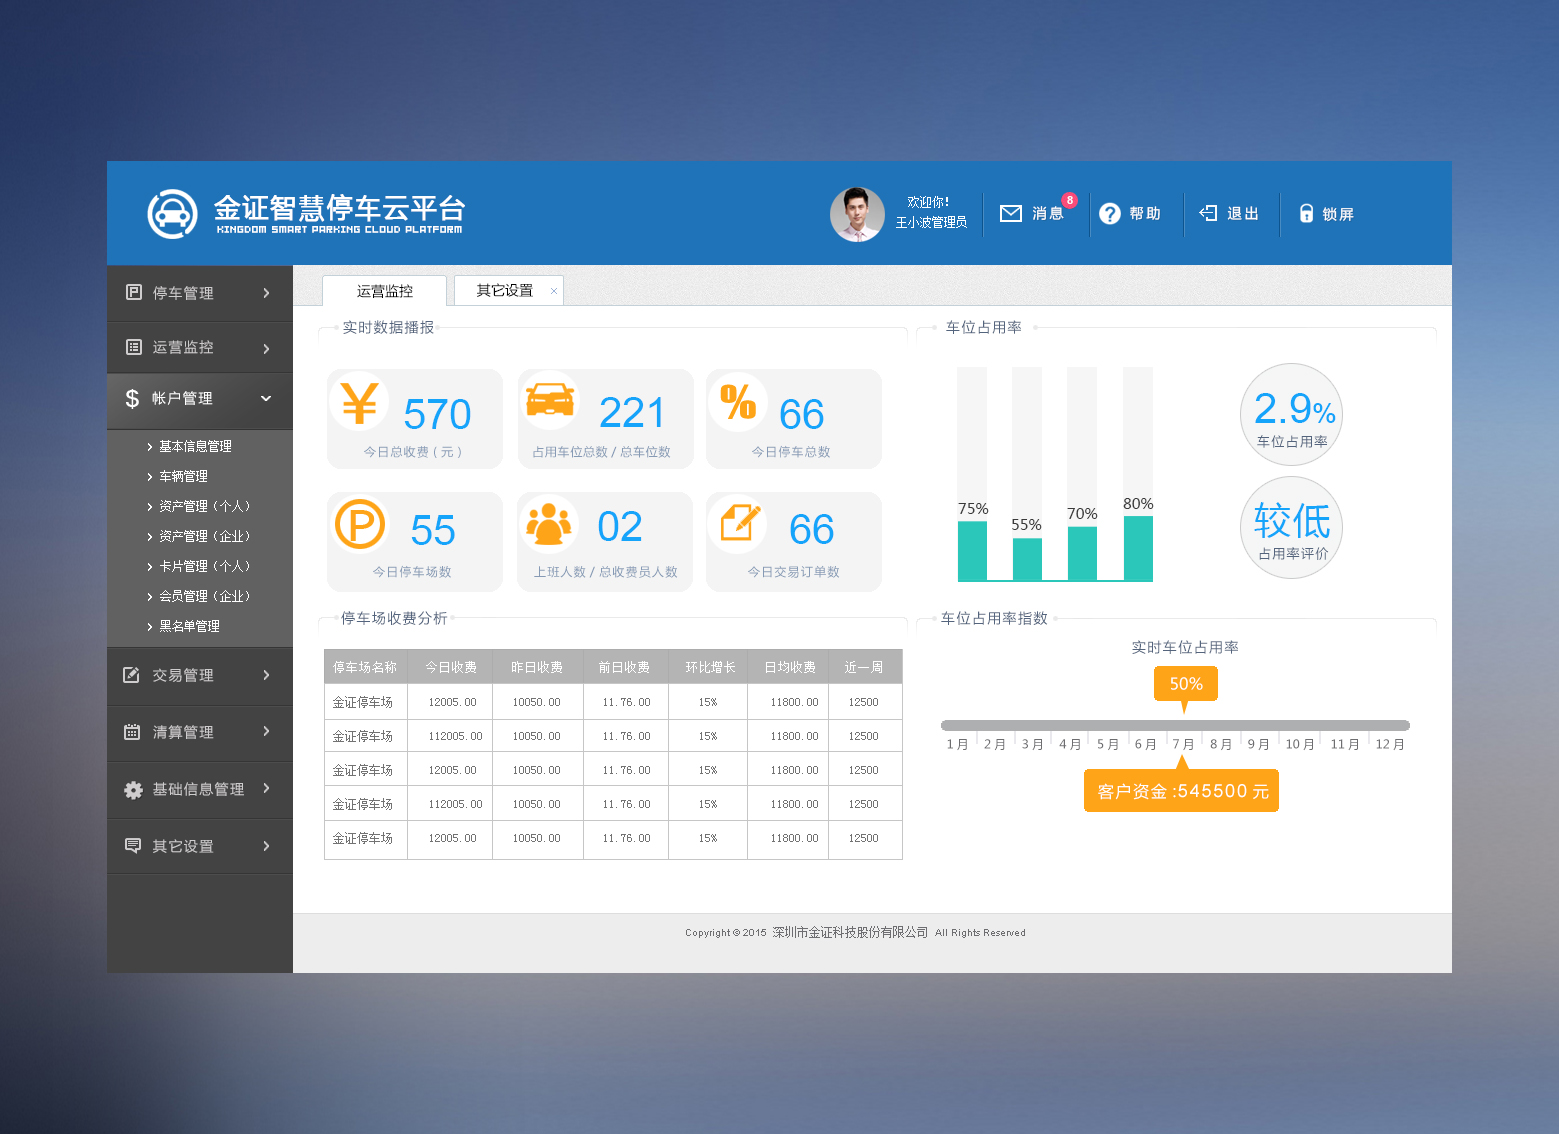 金证智慧停车云平台
KINGDOM SMART PARKING CLOUD PLATFORM
欢迎你!
王小波管理员
消息
8
帮助
退出
锁屏
停车管理
运营监控
$ 帐户管理
基本信息管理
车辆管理
资产管理（个人）
资产管理（企业）
卡片管理（个人）
会员管理（企业）
黑名单管理
交易管理
清算管理
基础信息管理
其它设置
运营监控
其它设置 ×
实时数据播报
¥ 570
今日总收费 ( 元 )
221
占用车位总数 / 总车位数
% 66
今日停车总数
P 55
今日停车场数
02
上班人数 / 总收费员人数
66
今日交易订单数
车位占用率
75%
55%
70%
80%
2.9%
车位占用率
较低
占用率评价
停车场收费分析
停车场名称 今日收费 昨日收费 前日收费 环比增长 日均收费 近一周
金证停车场 12005.00 10050.00 11.76.00 15% 11800.00 12500
金证停车场 112005.00 10050.00 11.76.00 15% 11800.00 12500
金证停车场 12005.00 10050.00 11.76.00 15% 11800.00 12500
金证停车场 112005.00 10050.00 11.76.00 15% 11800.00 12500
金证停车场 12005.00 10050.00 11.76.00 15% 11800.00 12500
车位占用率指数
实时车位占用率
50%
1 月 2 月 3 月 4 月 5 月 6 月 7 月 8 月 9 月 10 月 11 月 12 月
客户资金 :545500 元
Copyright © 2015 深圳市金证科技股份有限公司 All Rights Reserved